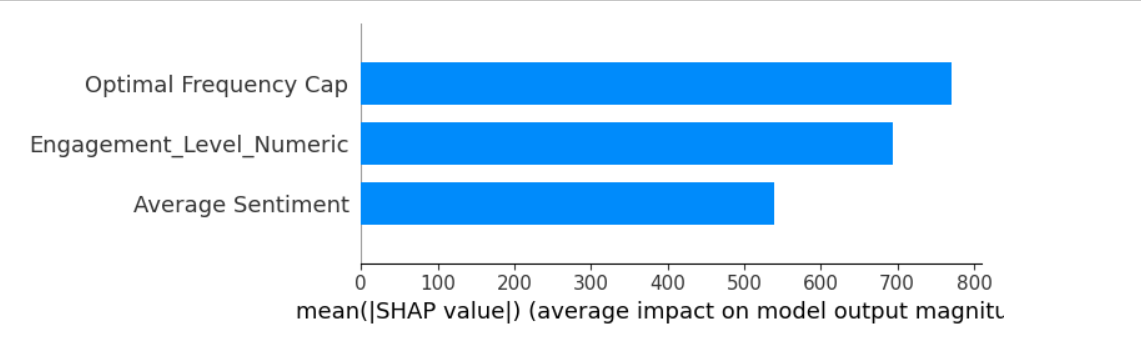 Optimal Frequency Cap
Engagement_Level_Numeric
Average Sentiment
0 100 200 300 400 500 600 700 800
mean(|SHAP value|) (average impact on model output magnitu